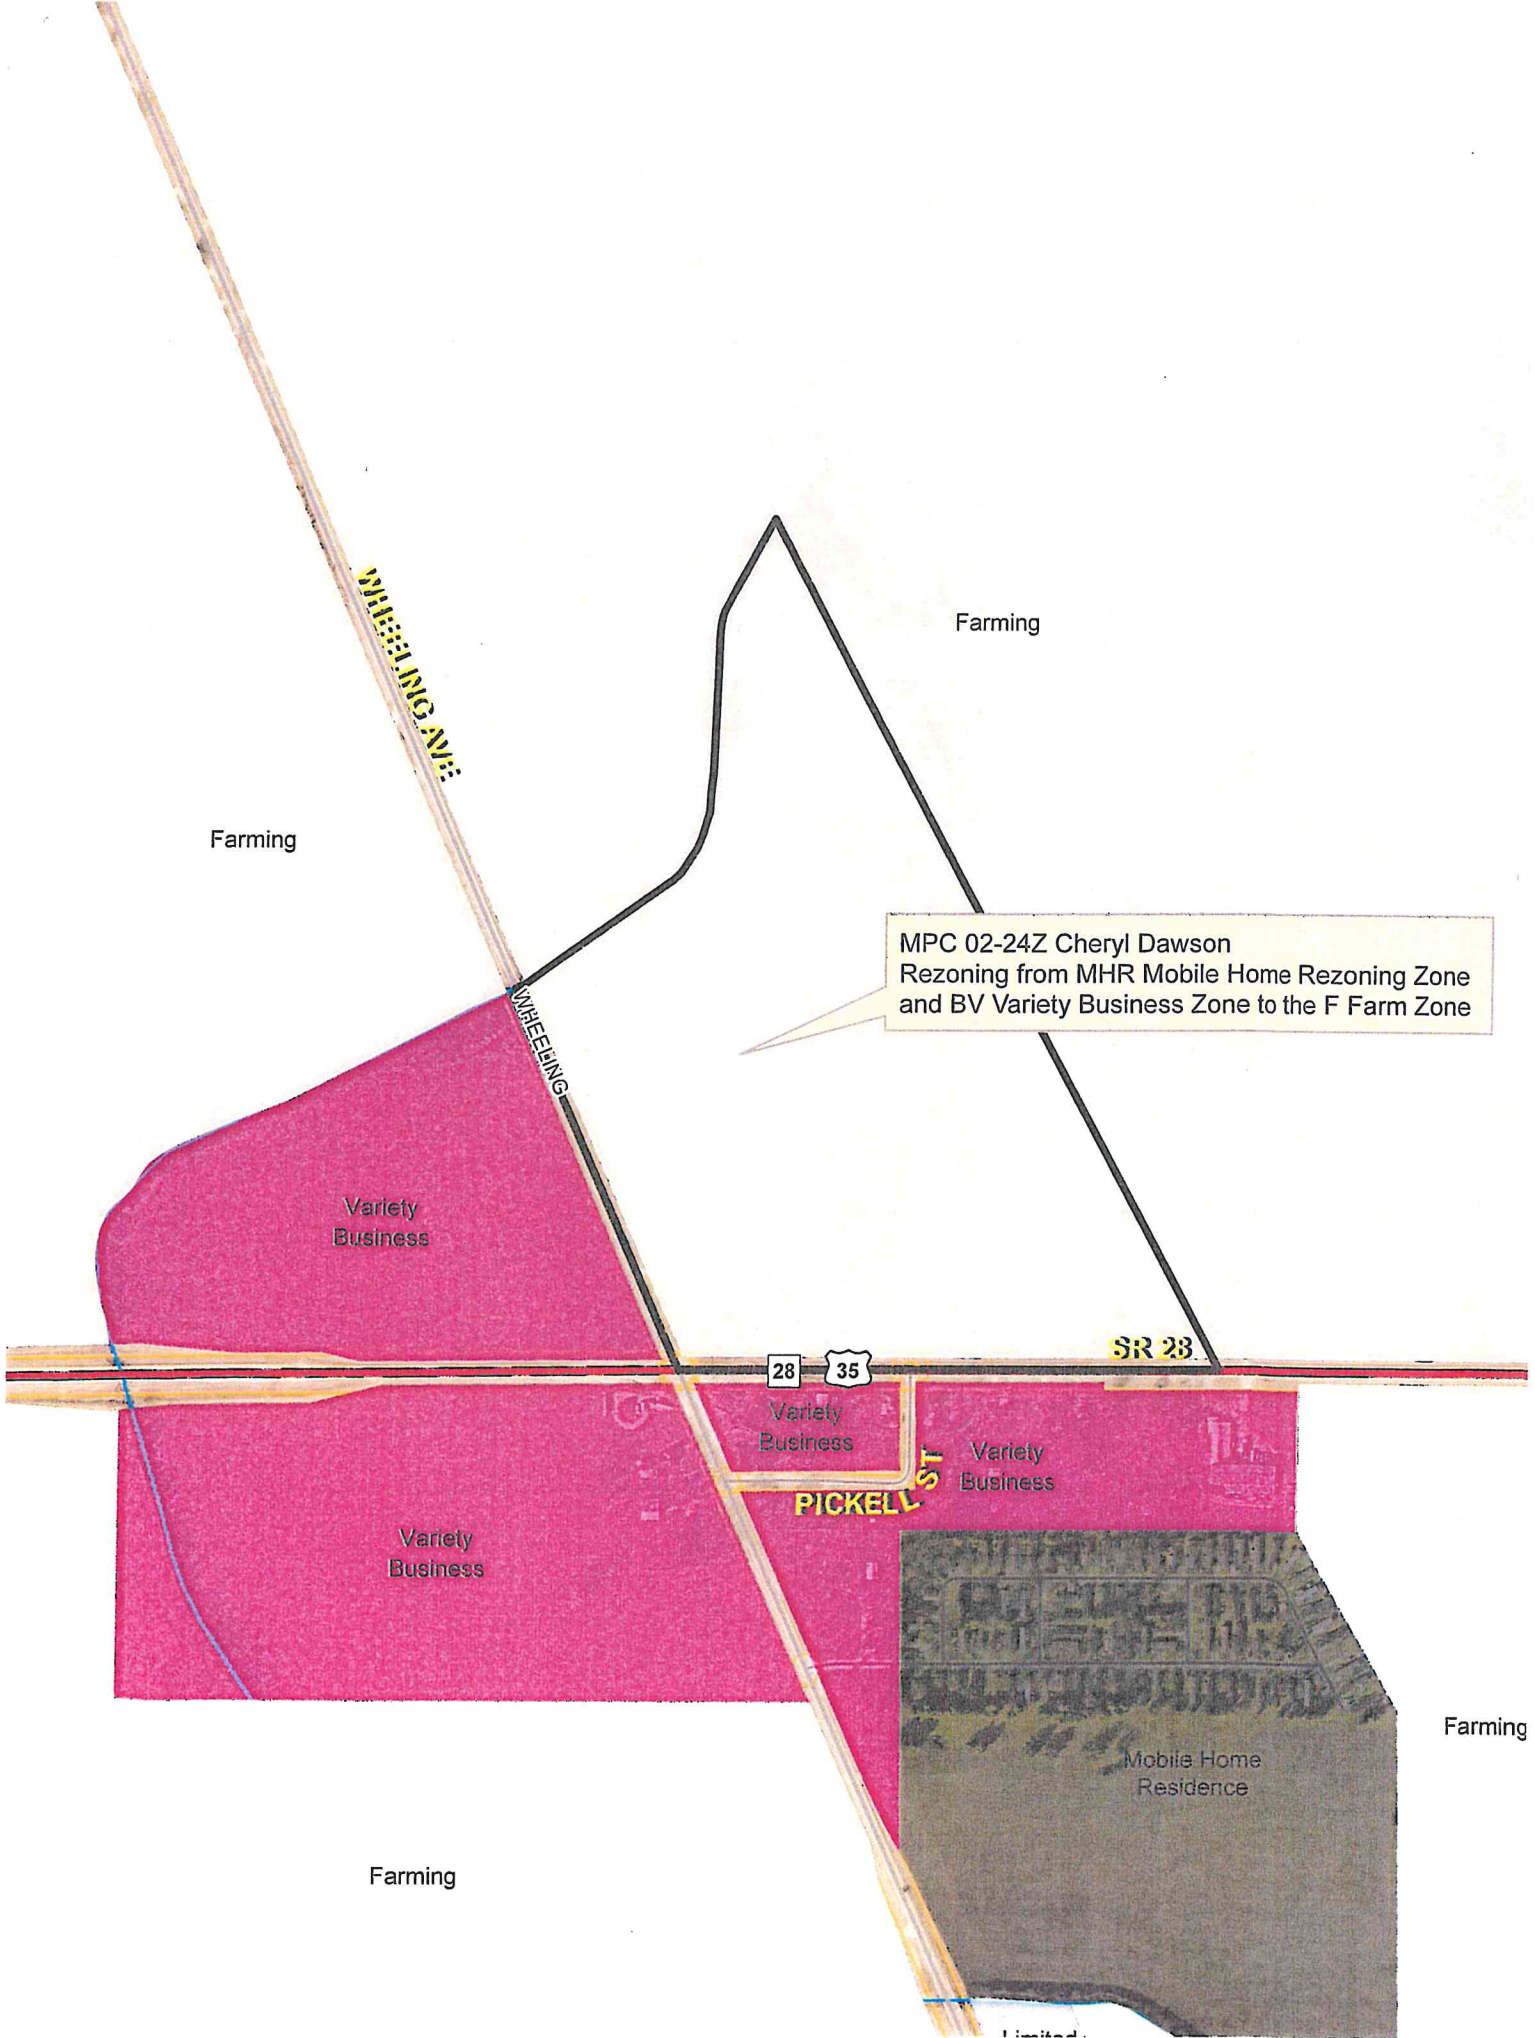 WHEELING AVE
Farming
Farming
MPC 02-24Z Cheryl Dawson
Rezoning from MHR Mobile Home Rezoning Zone
and BV Variety Business Zone to the F Farm Zone
WHEELING
Variety
Business
SR 28
28
35
Variety
Business
Variety
Business
PICKELL ST
Variety
Business
Farming
Mobile Home
Residence
Farming
Limited